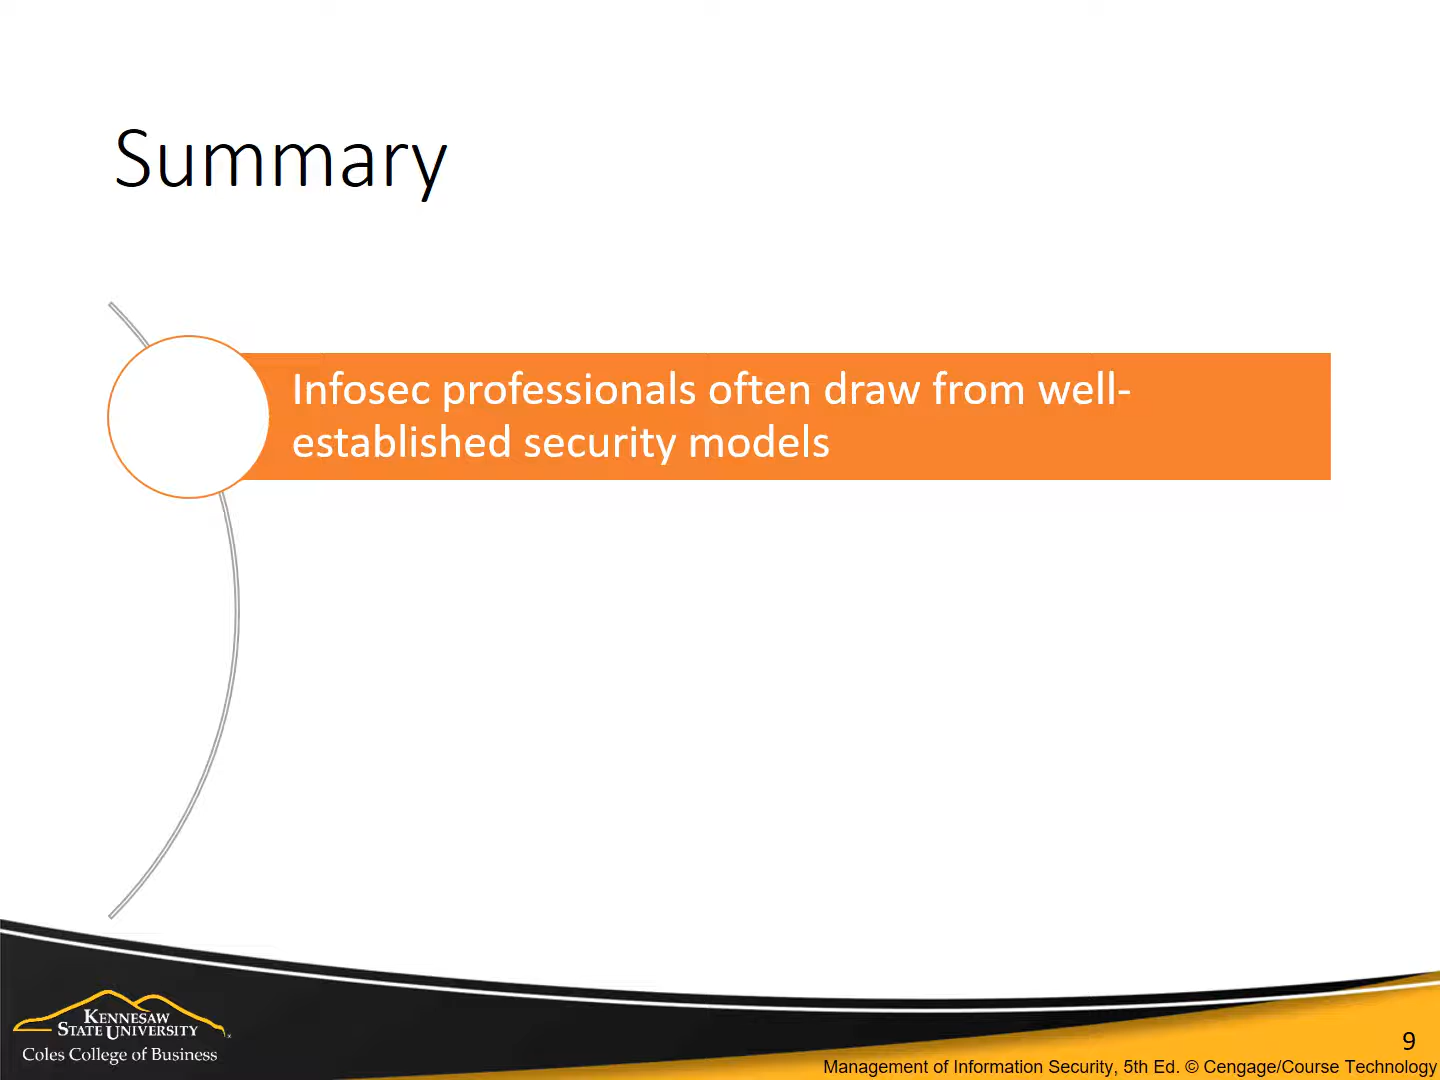 Summary
Infosec professionals often draw from well-
established security models
KENNESAW
STATE UNIVERSITY
Coles College of Business
9
Management of Information Security, 5th Ed. © Cengage/Course Technology